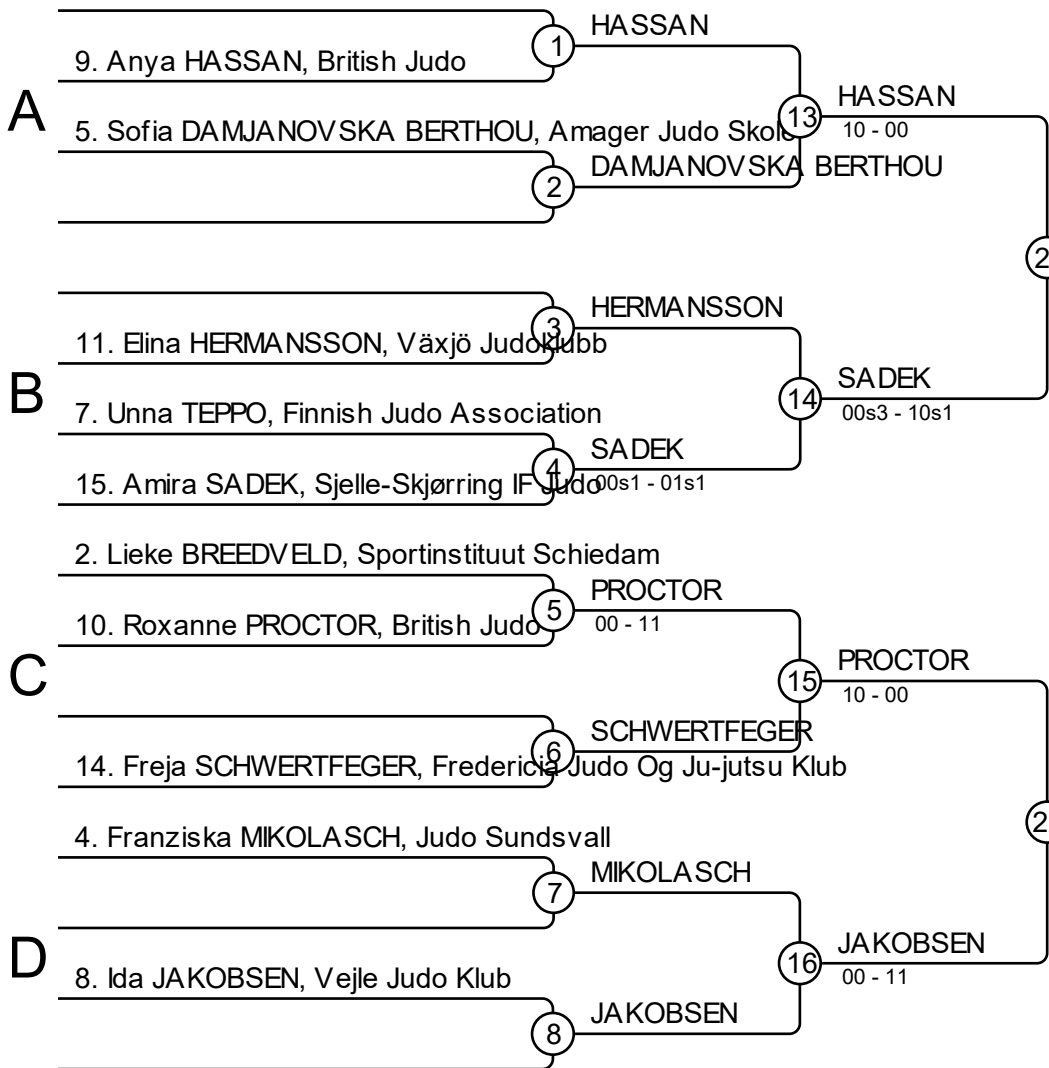 HASSAN
1
9. Anya HASSAN, British Judo
HASSAN
A
13
10 - 00
5. Sofia DAMJANOVSKA BERTHOU, Amager Judo Skole
DAMJANOVSKA BERTHOU
2
2
HERMANSSON
3
11. Elina HERMANSSON, Växjö Judoklubb
SADEK
B
14
00s3 - 10s1
7. Unna TEPPO, Finnish Judo Association
SADEK
4
00s1 - 01s1
15. Amira SADEK, Sjelle-Skjørring IF Judo
2. Lieke BREEDVELD, Sportinstituut Schiedam
PROCTOR
5
00 - 11
10. Roxanne PROCTOR, British Judo
PROCTOR
C
15
10 - 00
SCHWERTFEGER
6
14. Freja SCHWERTFEGER, Fredericia Judo Og Ju-jutsu Klub
2
4. Franziska MIKOLASCH, Judo Sundsvall
MIKOLASCH
7
JAKOBSEN
D
16
00 - 11
8. Ida JAKOBSEN, Vejle Judo Klub
JAKOBSEN
8